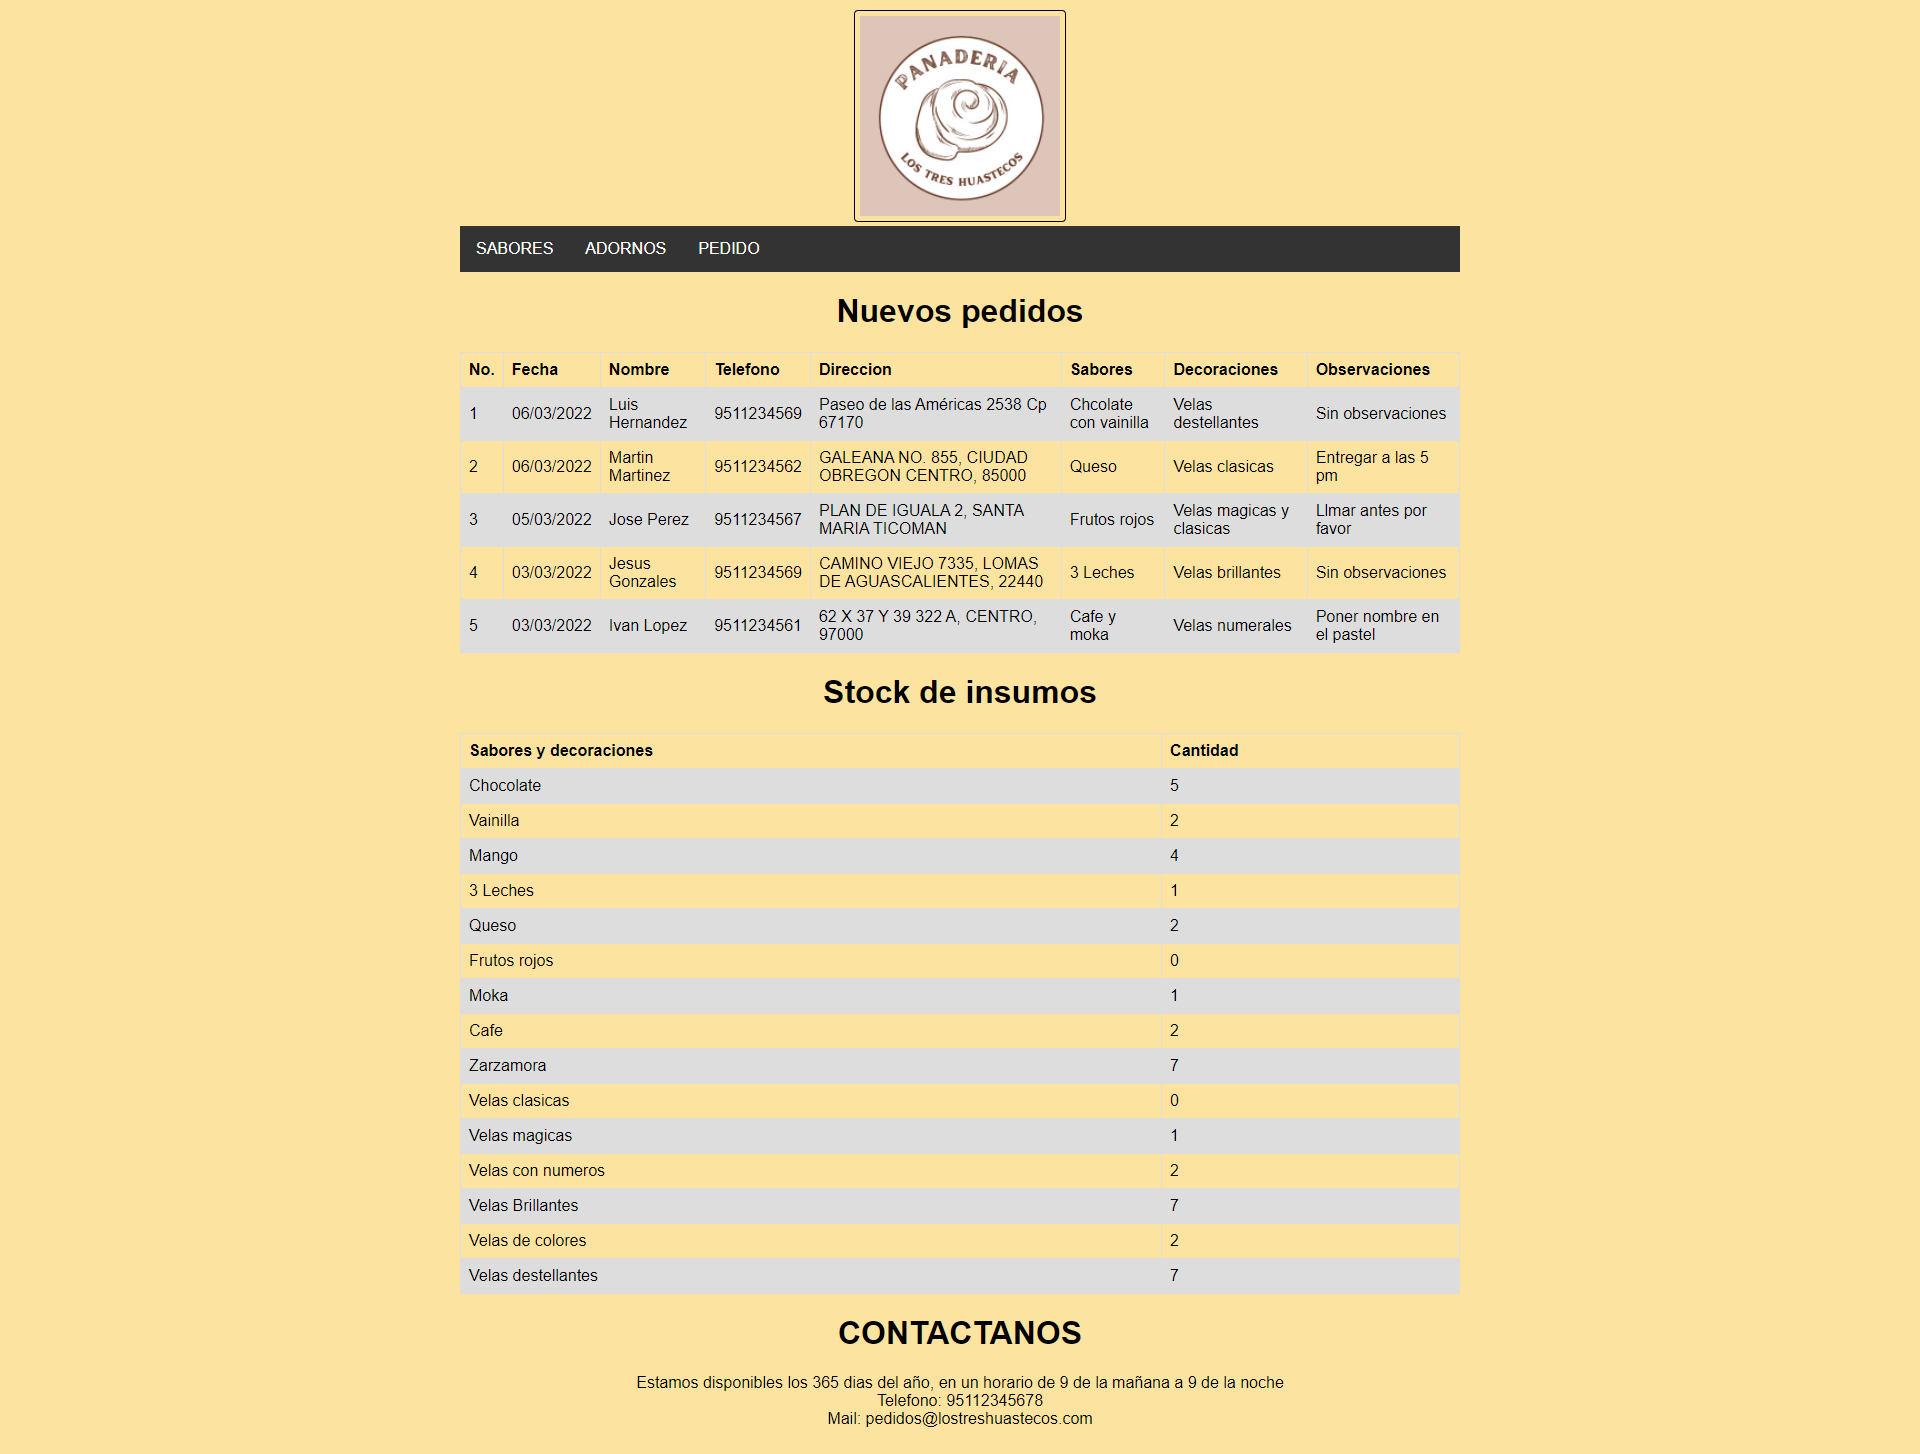 PANADERIA
LOS TRES HUASTECOS
SABORES ADORNOS PEDIDO
Nuevos pedidos
No. Fecha Nombre Telefono Direccion Sabores Decoraciones Observaciones
1 06/03/2022 Luis Hernandez 9511234569 Paseo de las Américas 2538 Cp 67170 Chcolate con vainilla Velas destellantes Sin observaciones
2 06/03/2022 Martin Martinez 9511234562 GALEANA NO. 855, CIUDAD OBREGON CENTRO, 85000 Queso Velas clasicas Entregar a las 5 pm
3 05/03/2022 Jose Perez 9511234567 PLAN DE IGUALA 2, SANTA MARIA TICOMAN Frutos rojos Velas magicas y clasicas Llmar antes por favor
4 03/03/2022 Jesus Gonzales 9511234569 CAMINO VIEJO 7335, LOMAS DE AGUASCALIENTES, 22440 3 Leches Velas brillantes Sin observaciones
5 03/03/2022 Ivan Lopez 9511234561 62 X 37 Y 39 322 A, CENTRO, 97000 Cafe y moka Velas numerales Poner nombre en el pastel
Stock de insumos
Sabores y decoraciones Cantidad
Chocolate 5
Vainilla 2
Mango 4
3 Leches 1
Queso 2
Frutos rojos 0
Moka 1
Cafe 2
Zarzamora 7
Velas clasicas 0
Velas magicas 1
Velas con numeros 2
Velas Brillantes 7
Velas de colores 2
Velas destellantes 7
CONTACTANOS
Estamos disponibles los 365 dias del año, en un horario de 9 de la mañana a 9 de la noche
Telefono: 95112345678
Mail: pedidos@lostreshuastecos.com